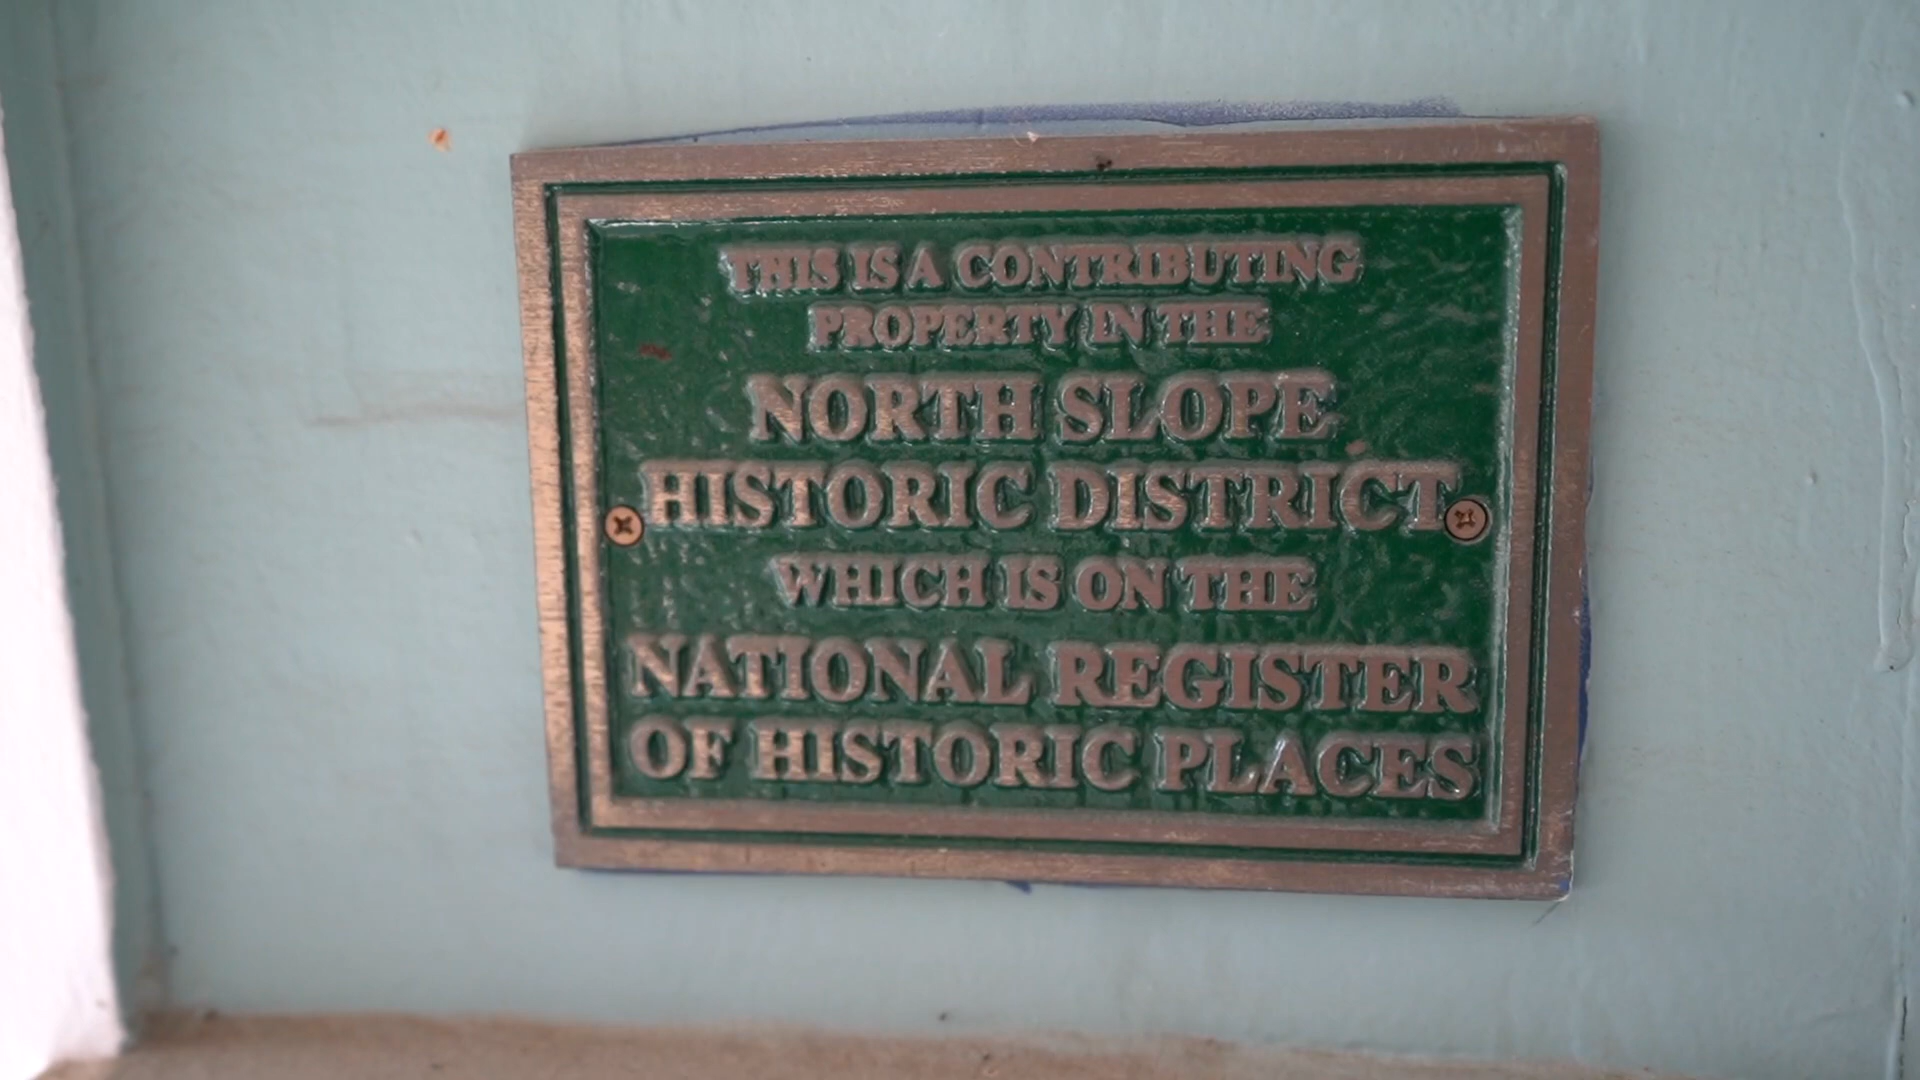 THIS IS A CONTRIBUTING
PROPERTY IN THE
NORTH SLOPE
HISTORIC DISTRICT
WHICH IS ON THE
NATIONAL REGISTER
OF HISTORIC PLACES